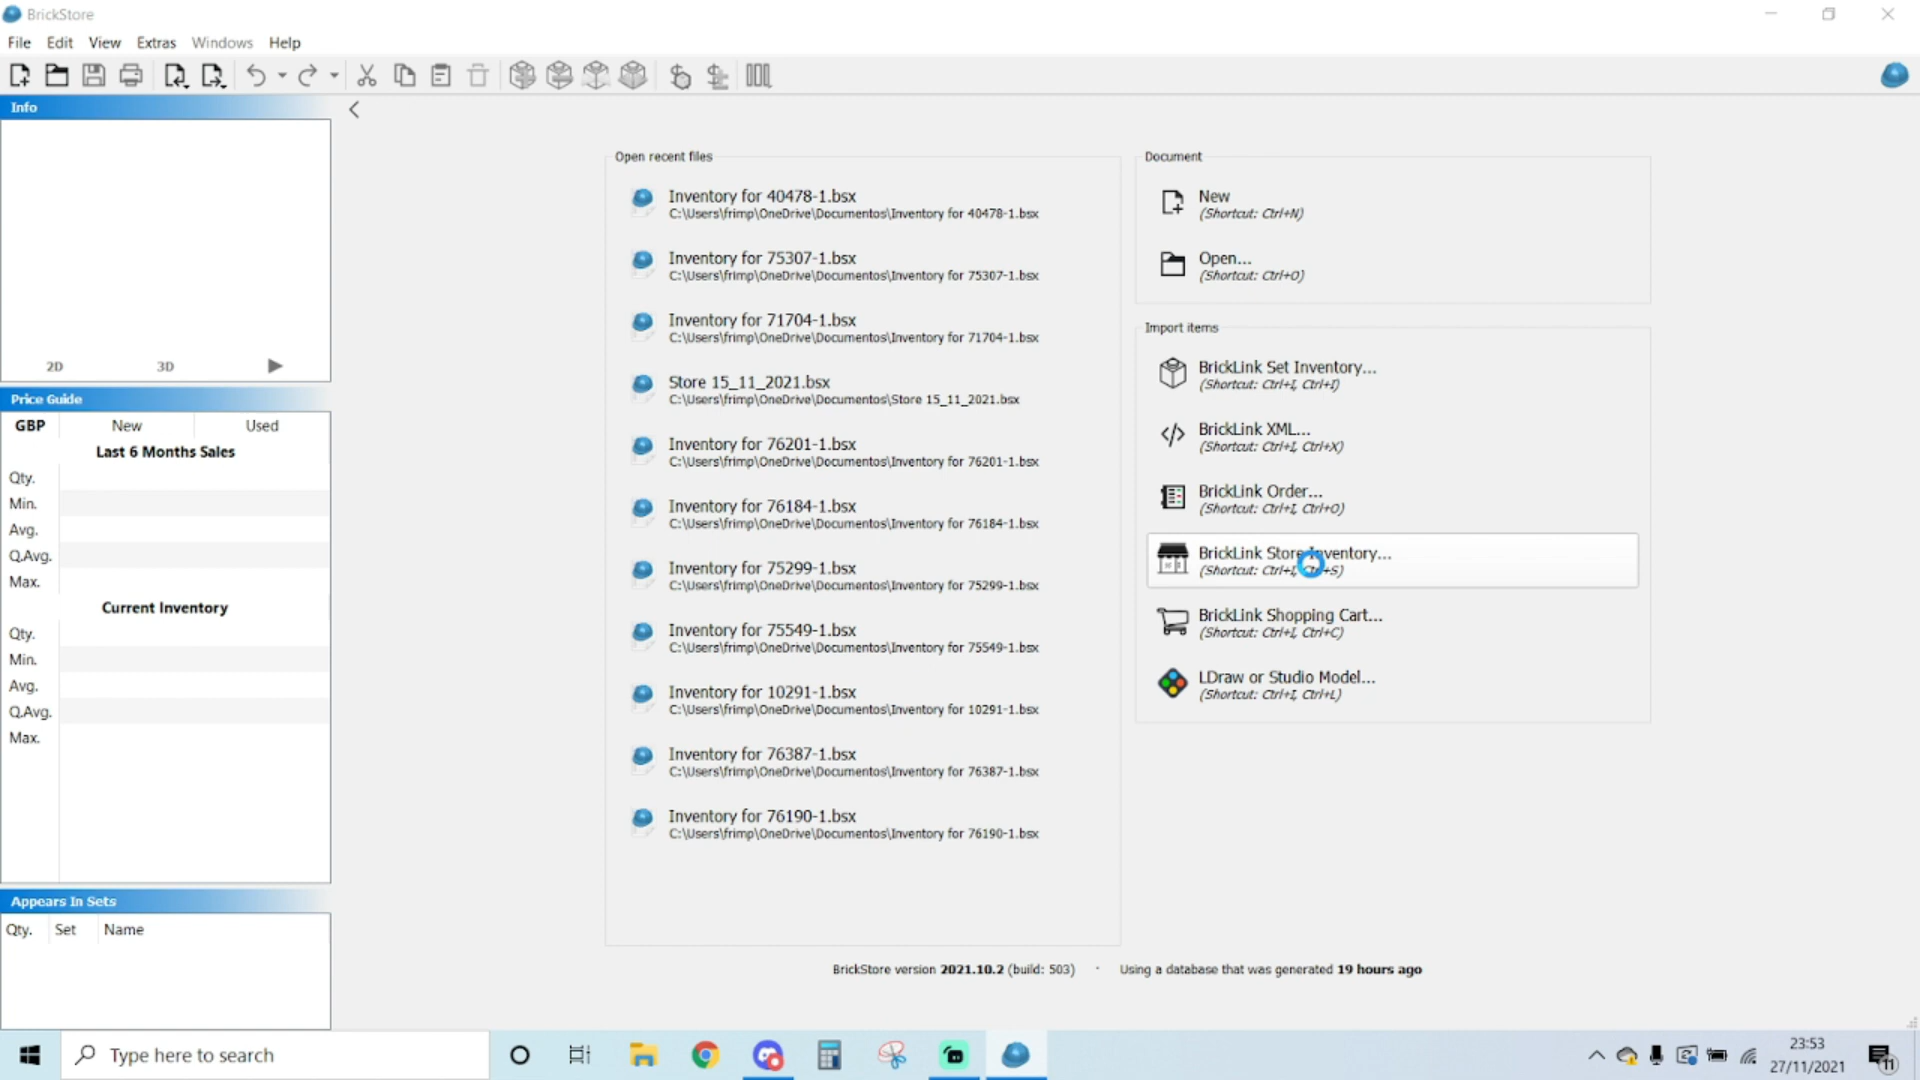 BrickStore
File Edit View Extras Windows Help
Info
2D 3D
Price Guide
GBP New Used
Last 6 Months Sales
Qty.
Min.
Avg.
Q.Avg.
Max.
Current Inventory
Qty.
Min.
Avg.
Q.Avg.
Max.
Appears In Sets
Qty. Set Name
Open recent files
Inventory for 40478-1.bsx
C:\Users\frimp\OneDrive\Documentos\Inventory for 40478-1.bsx
Inventory for 75307-1.bsx
C:\Users\frimp\OneDrive\Documentos\Inventory for 75307-1.bsx
Inventory for 71704-1.bsx
C:\Users\frimp\OneDrive\Documentos\Inventory for 71704-1.bsx
Store 15_11_2021.bsx
C:\Users\frimp\OneDrive\Documentos\Store 15_11_2021.bsx
Inventory for 76201-1.bsx
C:\Users\frimp\OneDrive\Documentos\Inventory for 76201-1.bsx
Inventory for 76184-1.bsx
C:\Users\frimp\OneDrive\Documentos\Inventory for 76184-1.bsx
Inventory for 75299-1.bsx
C:\Users\frimp\OneDrive\Documentos\Inventory for 75299-1.bsx
Inventory for 75549-1.bsx
C:\Users\frimp\OneDrive\Documentos\Inventory for 75549-1.bsx
Inventory for 10291-1.bsx
C:\Users\frimp\OneDrive\Documentos\Inventory for 10291-1.bsx
Inventory for 76387-1.bsx
C:\Users\frimp\OneDrive\Documentos\Inventory for 76387-1.bsx
Inventory for 76190-1.bsx
C:\Users\frimp\OneDrive\Documentos\Inventory for 76190-1.bsx
Document
New
(Shortcut: Ctrl+N)
Open...
(Shortcut: Ctrl+O)
Import items
BrickLink Set Inventory...
(Shortcut: Ctrl+I, Ctrl+I)
BrickLink XML...
(Shortcut: Ctrl+I, Ctrl+X)
BrickLink Order...
(Shortcut: Ctrl+I, Ctrl+O)
BrickLink Store Inventory...
(Shortcut: Ctrl+I, Ctrl+S)
BrickLink Shopping Cart...
(Shortcut: Ctrl+I, Ctrl+C)
LDraw or Studio Model...
(Shortcut: Ctrl+I, Ctrl+L)
BrickStore version 2021.10.2 (build: 503) · Using a database that was generated 19 hours ago
Type here to search
23:53
27/11/2021
11